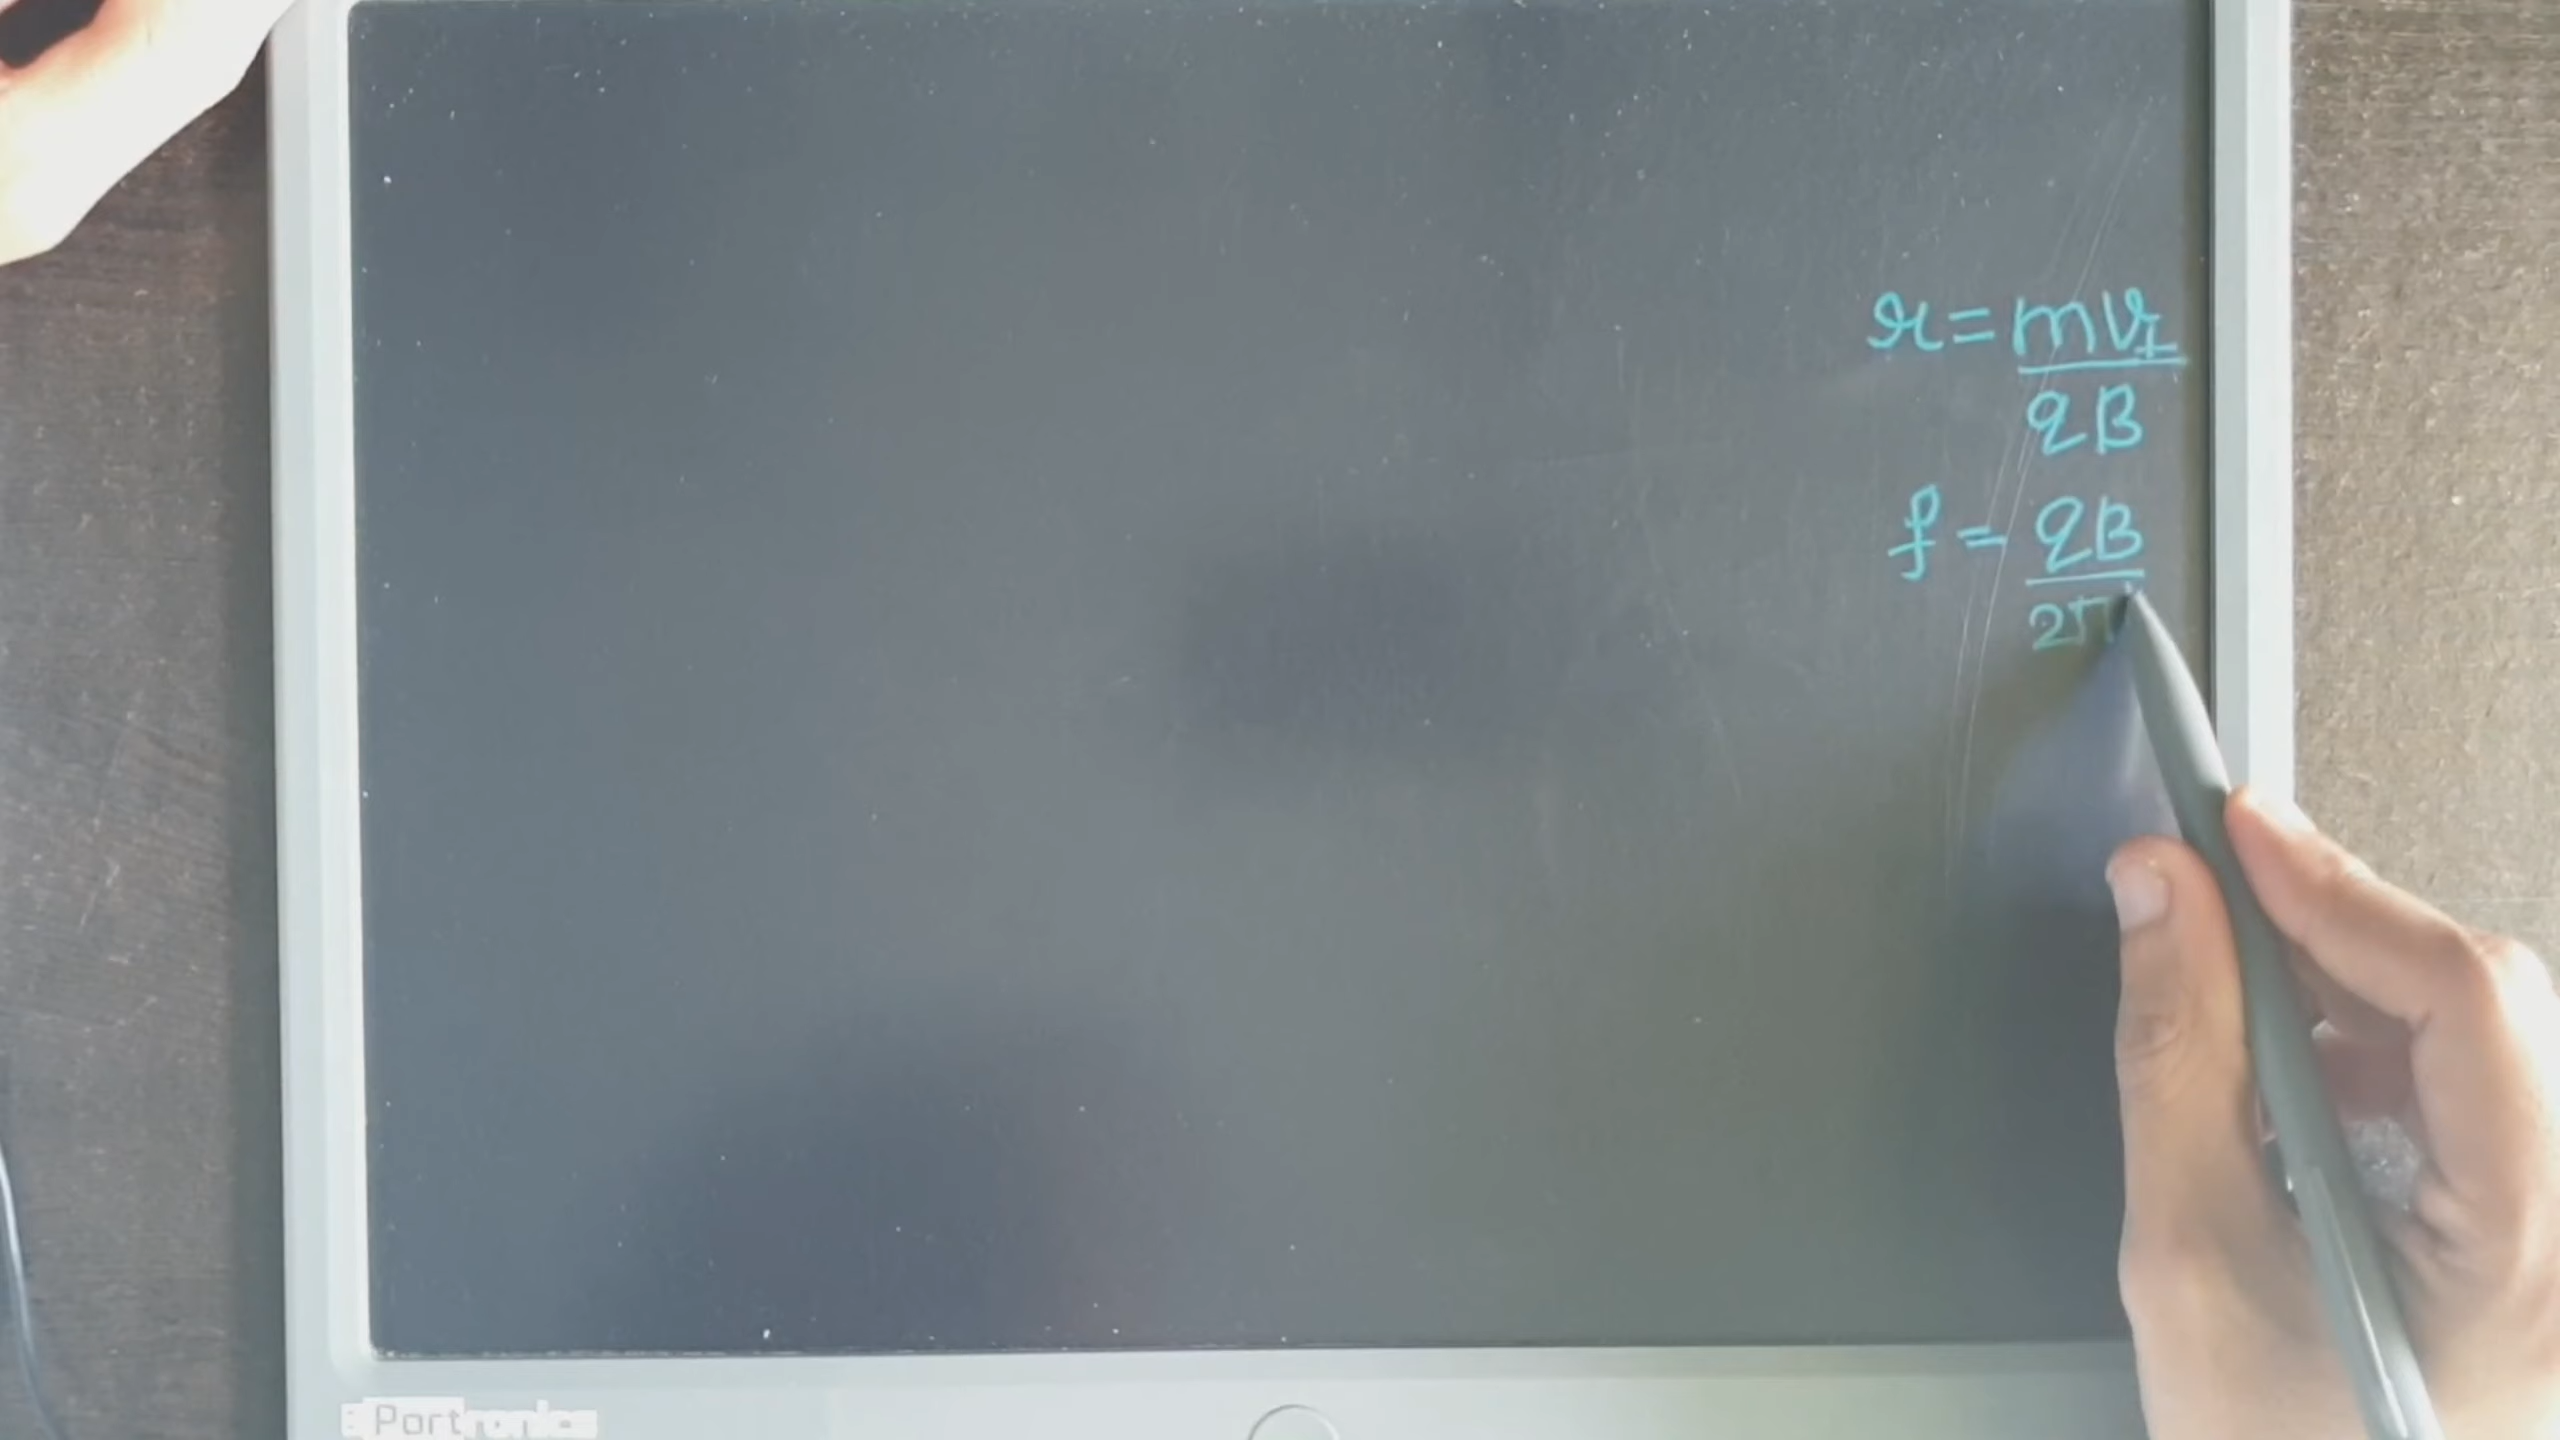 r = mv⊥
qB
f = qB
2π
Portronics